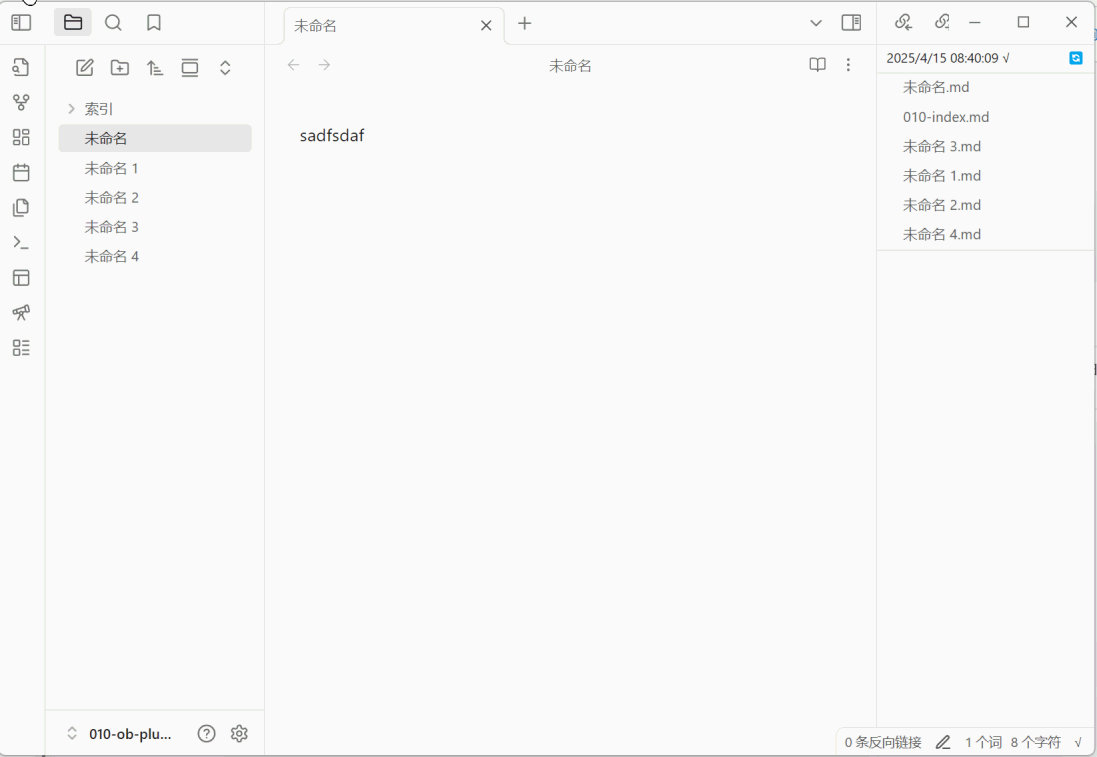 未命名
未命名
索引
未命名
未命名 1
未命名 2
未命名 3
未命名 4
sadfsdaf
2025/4/15 08:40:09 √
未命名.md
010-index.md
未命名 3.md
未命名 1.md
未命名 2.md
未命名 4.md
010-ob-plu...
0 条反向链接 1 个词 8 个字符 √